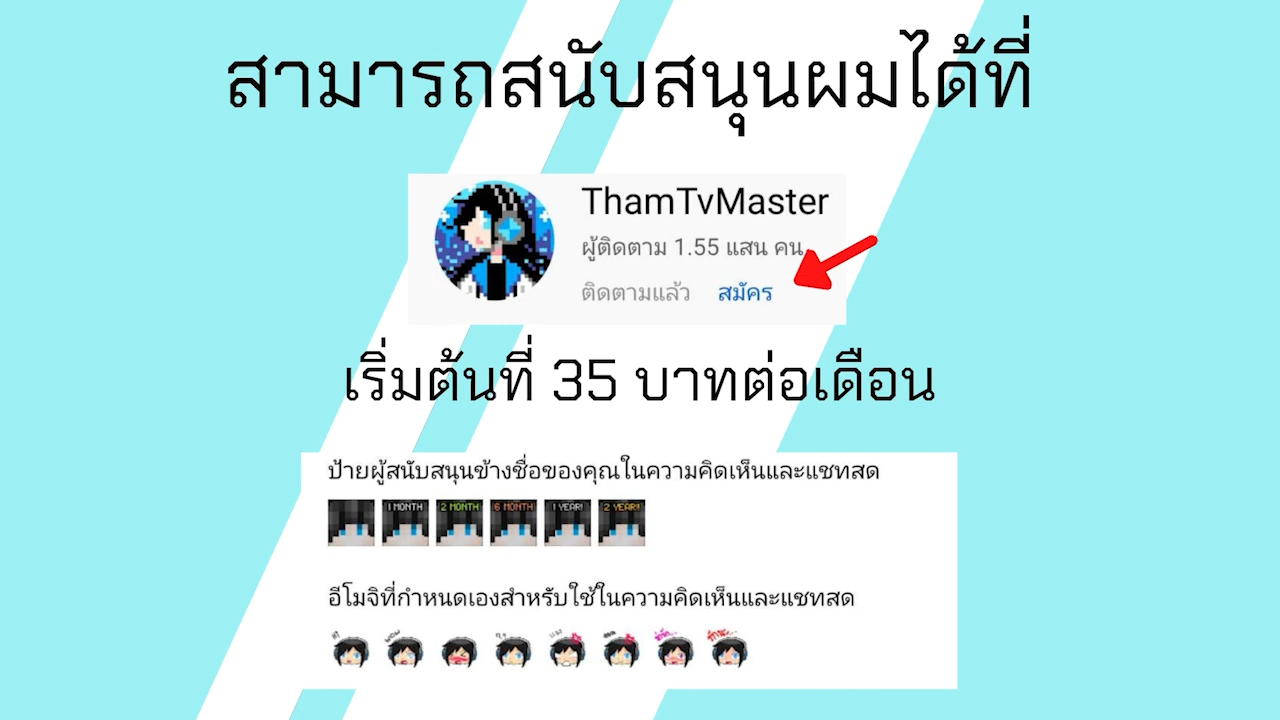 สามารถสนับสนุนผมได้ที่
ThamTvMaster
ผู้ติดตาม 1.55 แสน คน
ติดตามแล้ว สมัคร
เริ่มต้นที่ 35 บาทต่อเดือน
ป้ายผู้สนับสนุนข้างชื่อของคุณในความคิดเห็นและแชทสด
1 MONTH 2 MONTH 6 MONTH 1 YEAR! 2 YEAR!
อีโมจิที่กำหนดเองสำหรับใช้ในความคิดเห็นและแชทสด